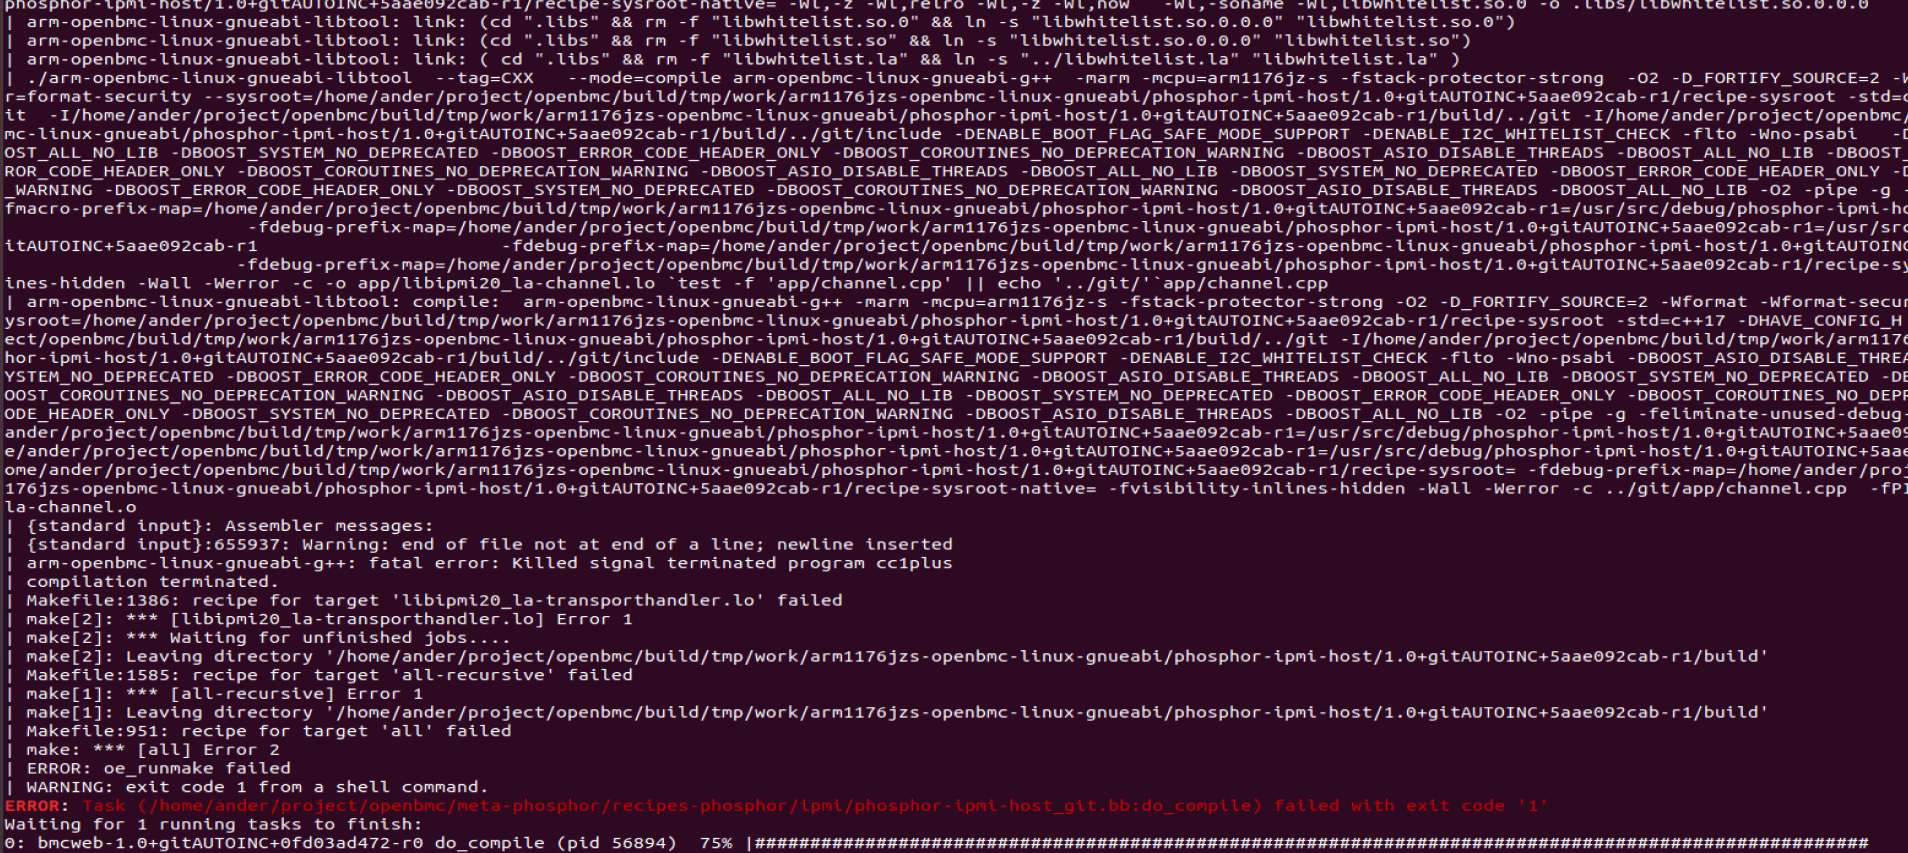 phosphor-ipmi-host/1.0+gitAUTOINC+5aae092cab-r1/recipe-sysroot-native= -Wl,-z -Wl,relro -Wl,-z -Wl,now   -Wl,-soname -Wl,libwhitelist.so.0 -o .libs/libwhitelist.so.0.0.0
| arm-openbmc-linux-gnueabi-libtool: link: (cd ".libs" && rm -f "libwhitelist.so.0" && ln -s "libwhitelist.so.0.0.0" "libwhitelist.so.0")
| arm-openbmc-linux-gnueabi-libtool: link: (cd ".libs" && rm -f "libwhitelist.so" && ln -s "libwhitelist.so.0.0.0" "libwhitelist.so")
| arm-openbmc-linux-gnueabi-libtool: link: ( cd ".libs" && rm -f "libwhitelist.la" && ln -s "../libwhitelist.la" "libwhitelist.la" )
| ./arm-openbmc-linux-gnueabi-libtool  --tag=CXX   --mode=compile arm-openbmc-linux-gnueabi-g++  -marm -mcpu=arm1176jz-s -fstack-protector-strong  -O2 -D_FORTIFY_SOURCE=2 -W
r=format-security --sysroot=/home/ander/project/openbmc/build/tmp/work/arm1176jzs-openbmc-linux-gnueabi/phosphor-ipmi-host/1.0+gitAUTOINC+5aae092cab-r1/recipe-sysroot -std=c
it  -I/home/ander/project/openbmc/build/tmp/work/arm1176jzs-openbmc-linux-gnueabi/phosphor-ipmi-host/1.0+gitAUTOINC+5aae092cab-r1/build/../git -I/home/ander/project/openbmc/
mc-linux-gnueabi/phosphor-ipmi-host/1.0+gitAUTOINC+5aae092cab-r1/build/../git/include -DENABLE_BOOT_FLAG_SAFE_MODE_SUPPORT -DENABLE_I2C_WHITELIST_CHECK -flto -Wno-psabi   -D
OST_ALL_NO_LIB -DBOOST_SYSTEM_NO_DEPRECATED -DBOOST_ERROR_CODE_HEADER_ONLY -DBOOST_COROUTINES_NO_DEPRECATION_WARNING -DBOOST_ASIO_DISABLE_THREADS -DBOOST_ALL_NO_LIB -DBOOST_
ROR_CODE_HEADER_ONLY -DBOOST_COROUTINES_NO_DEPRECATION_WARNING -DBOOST_ASIO_DISABLE_THREADS -DBOOST_ALL_NO_LIB -DBOOST_SYSTEM_NO_DEPRECATED -DBOOST_ERROR_CODE_HEADER_ONLY -D
_WARNING -DBOOST_ERROR_CODE_HEADER_ONLY -DBOOST_SYSTEM_NO_DEPRECATED -DBOOST_COROUTINES_NO_DEPRECATION_WARNING -DBOOST_ASIO_DISABLE_THREADS -DBOOST_ALL_NO_LIB -O2 -pipe -g -
fmacro-prefix-map=/home/ander/project/openbmc/build/tmp/work/arm1176jzs-openbmc-linux-gnueabi/phosphor-ipmi-host/1.0+gitAUTOINC+5aae092cab-r1=/usr/src/debug/phosphor-ipmi-ho
-fdebug-prefix-map=/home/ander/project/openbmc/build/tmp/work/arm1176jzs-openbmc-linux-gnueabi/phosphor-ipmi-host/1.0+gitAUTOINC+5aae092cab-r1=/usr/src
itAUTOINC+5aae092cab-r1                      -fdebug-prefix-map=/home/ander/project/openbmc/build/tmp/work/arm1176jzs-openbmc-linux-gnueabi/phosphor-ipmi-host/1.0+gitAUTOINC
-fdebug-prefix-map=/home/ander/project/openbmc/build/tmp/work/arm1176jzs-openbmc-linux-gnueabi/phosphor-ipmi-host/1.0+gitAUTOINC+5aae092cab-r1/recipe-sy
ines-hidden -Wall -Werror -c -o app/libipmi20_la-channel.lo `test -f 'app/channel.cpp' || echo '../git/'`app/channel.cpp
| arm-openbmc-linux-gnueabi-libtool: compile:  arm-openbmc-linux-gnueabi-g++ -marm -mcpu=arm1176jz-s -fstack-protector-strong -O2 -D_FORTIFY_SOURCE=2 -Wformat -Wformat-secur
ysroot=/home/ander/project/openbmc/build/tmp/work/arm1176jzs-openbmc-linux-gnueabi/phosphor-ipmi-host/1.0+gitAUTOINC+5aae092cab-r1/recipe-sysroot -std=c++17 -DHAVE_CONFIG_H
ect/openbmc/build/tmp/work/arm1176jzs-openbmc-linux-gnueabi/phosphor-ipmi-host/1.0+gitAUTOINC+5aae092cab-r1/build/../git -I/home/ander/project/openbmc/build/tmp/work/arm1176
hor-ipmi-host/1.0+gitAUTOINC+5aae092cab-r1/build/../git/include -DENABLE_BOOT_FLAG_SAFE_MODE_SUPPORT -DENABLE_I2C_WHITELIST_CHECK -flto -Wno-psabi -DBOOST_ASIO_DISABLE_THREA
YSTEM_NO_DEPRECATED -DBOOST_ERROR_CODE_HEADER_ONLY -DBOOST_COROUTINES_NO_DEPRECATION_WARNING -DBOOST_ASIO_DISABLE_THREADS -DBOOST_ALL_NO_LIB -DBOOST_SYSTEM_NO_DEPRECATED -DB
OOST_COROUTINES_NO_DEPRECATION_WARNING -DBOOST_ASIO_DISABLE_THREADS -DBOOST_ALL_NO_LIB -DBOOST_SYSTEM_NO_DEPRECATED -DBOOST_ERROR_CODE_HEADER_ONLY -DBOOST_COROUTINES_NO_DEPR
ODE_HEADER_ONLY -DBOOST_SYSTEM_NO_DEPRECATED -DBOOST_COROUTINES_NO_DEPRECATION_WARNING -DBOOST_ASIO_DISABLE_THREADS -DBOOST_ALL_NO_LIB -O2 -pipe -g -feliminate-unused-debug-
ander/project/openbmc/build/tmp/work/arm1176jzs-openbmc-linux-gnueabi/phosphor-ipmi-host/1.0+gitAUTOINC+5aae092cab-r1=/usr/src/debug/phosphor-ipmi-host/1.0+gitAUTOINC+5aae09
e/ander/project/openbmc/build/tmp/work/arm1176jzs-openbmc-linux-gnueabi/phosphor-ipmi-host/1.0+gitAUTOINC+5aae092cab-r1=/usr/src/debug/phosphor-ipmi-host/1.0+gitAUTOINC+5aae
ome/ander/project/openbmc/build/tmp/work/arm1176jzs-openbmc-linux-gnueabi/phosphor-ipmi-host/1.0+gitAUTOINC+5aae092cab-r1/recipe-sysroot= -fdebug-prefix-map=/home/ander/proj
176jzs-openbmc-linux-gnueabi/phosphor-ipmi-host/1.0+gitAUTOINC+5aae092cab-r1/recipe-sysroot-native= -fvisibility-inlines-hidden -Wall -Werror -c ../git/app/channel.cpp  -fPI
la-channel.o
| {standard input}: Assembler messages:
| {standard input}:655937: Warning: end of file not at end of a line; newline inserted
| arm-openbmc-linux-gnueabi-g++: fatal error: Killed signal terminated program cc1plus
| compilation terminated.
| Makefile:1386: recipe for target 'libipmi20_la-transporthandler.lo' failed
| make[2]: *** [libipmi20_la-transporthandler.lo] Error 1
| make[2]: *** Waiting for unfinished jobs....
| make[2]: Leaving directory '/home/ander/project/openbmc/build/tmp/work/arm1176jzs-openbmc-linux-gnueabi/phosphor-ipmi-host/1.0+gitAUTOINC+5aae092cab-r1/build'
| Makefile:1585: recipe for target 'all-recursive' failed
| make[1]: *** [all-recursive] Error 1
| make[1]: Leaving directory '/home/ander/project/openbmc/build/tmp/work/arm1176jzs-openbmc-linux-gnueabi/phosphor-ipmi-host/1.0+gitAUTOINC+5aae092cab-r1/build'
| Makefile:951: recipe for target 'all' failed
| make: *** [all] Error 2
| ERROR: oe_runmake failed
| WARNING: exit code 1 from a shell command.
ERROR: Task (/home/ander/project/openbmc/meta-phosphor/recipes-phosphor/ipmi/phosphor-ipmi-host_git.bb:do_compile) failed with exit code '1'
Waiting for 1 running tasks to finish:
0: bmcweb-1.0+gitAUTOINC+0fd03ad472-r0 do_compile (pid 56894)  75% |#####################################################################################################